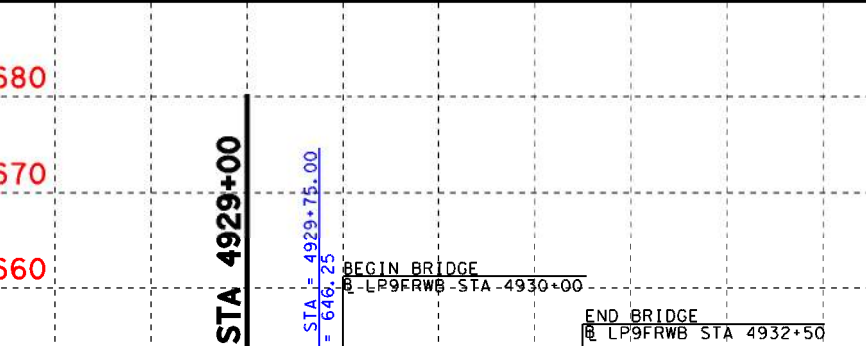 680
670
660
STA 4929+00
STA = 4929+75.00
= 646.25
BEGIN BRIDGE
℄ LP9FRWB STA 4930+00
END BRIDGE
℄ LP9FRWB STA 4932+50